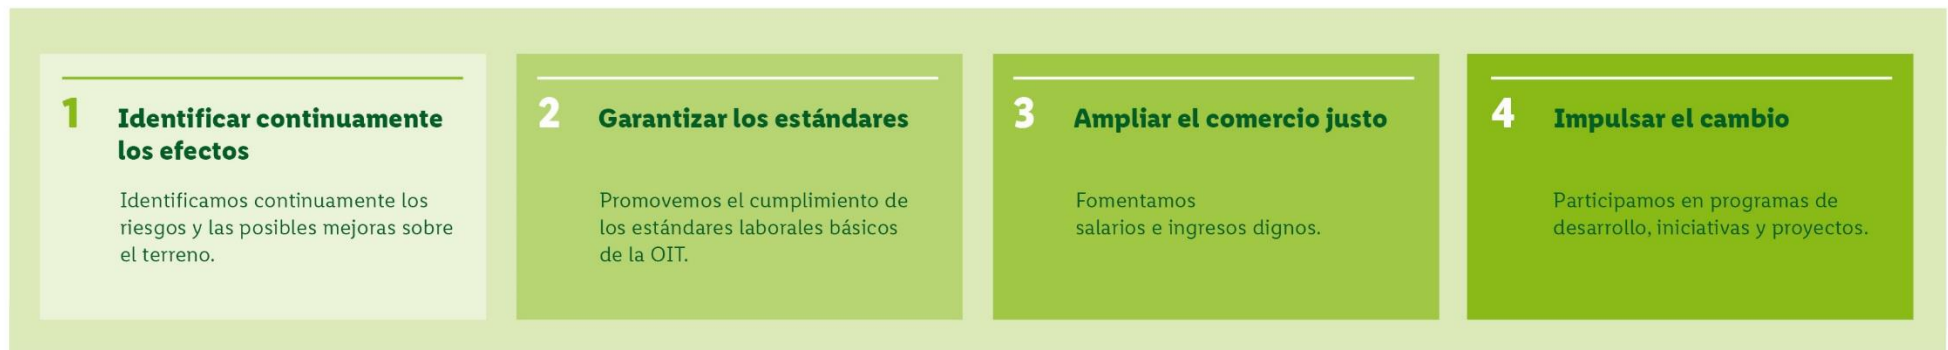 1
Identificar continuamente
los efectos
Identificamos continuamente los
riesgos y las posibles mejoras sobre
el terreno.
2
Garantizar los estándares
Promovemos el cumplimiento de
los estándares laborales básicos
de la OIT.
3
Ampliar el comercio justo
Fomentamos
salarios e ingresos dignos.
4
Impulsar el cambio
Participamos en programas de
desarrollo, iniciativas y proyectos.